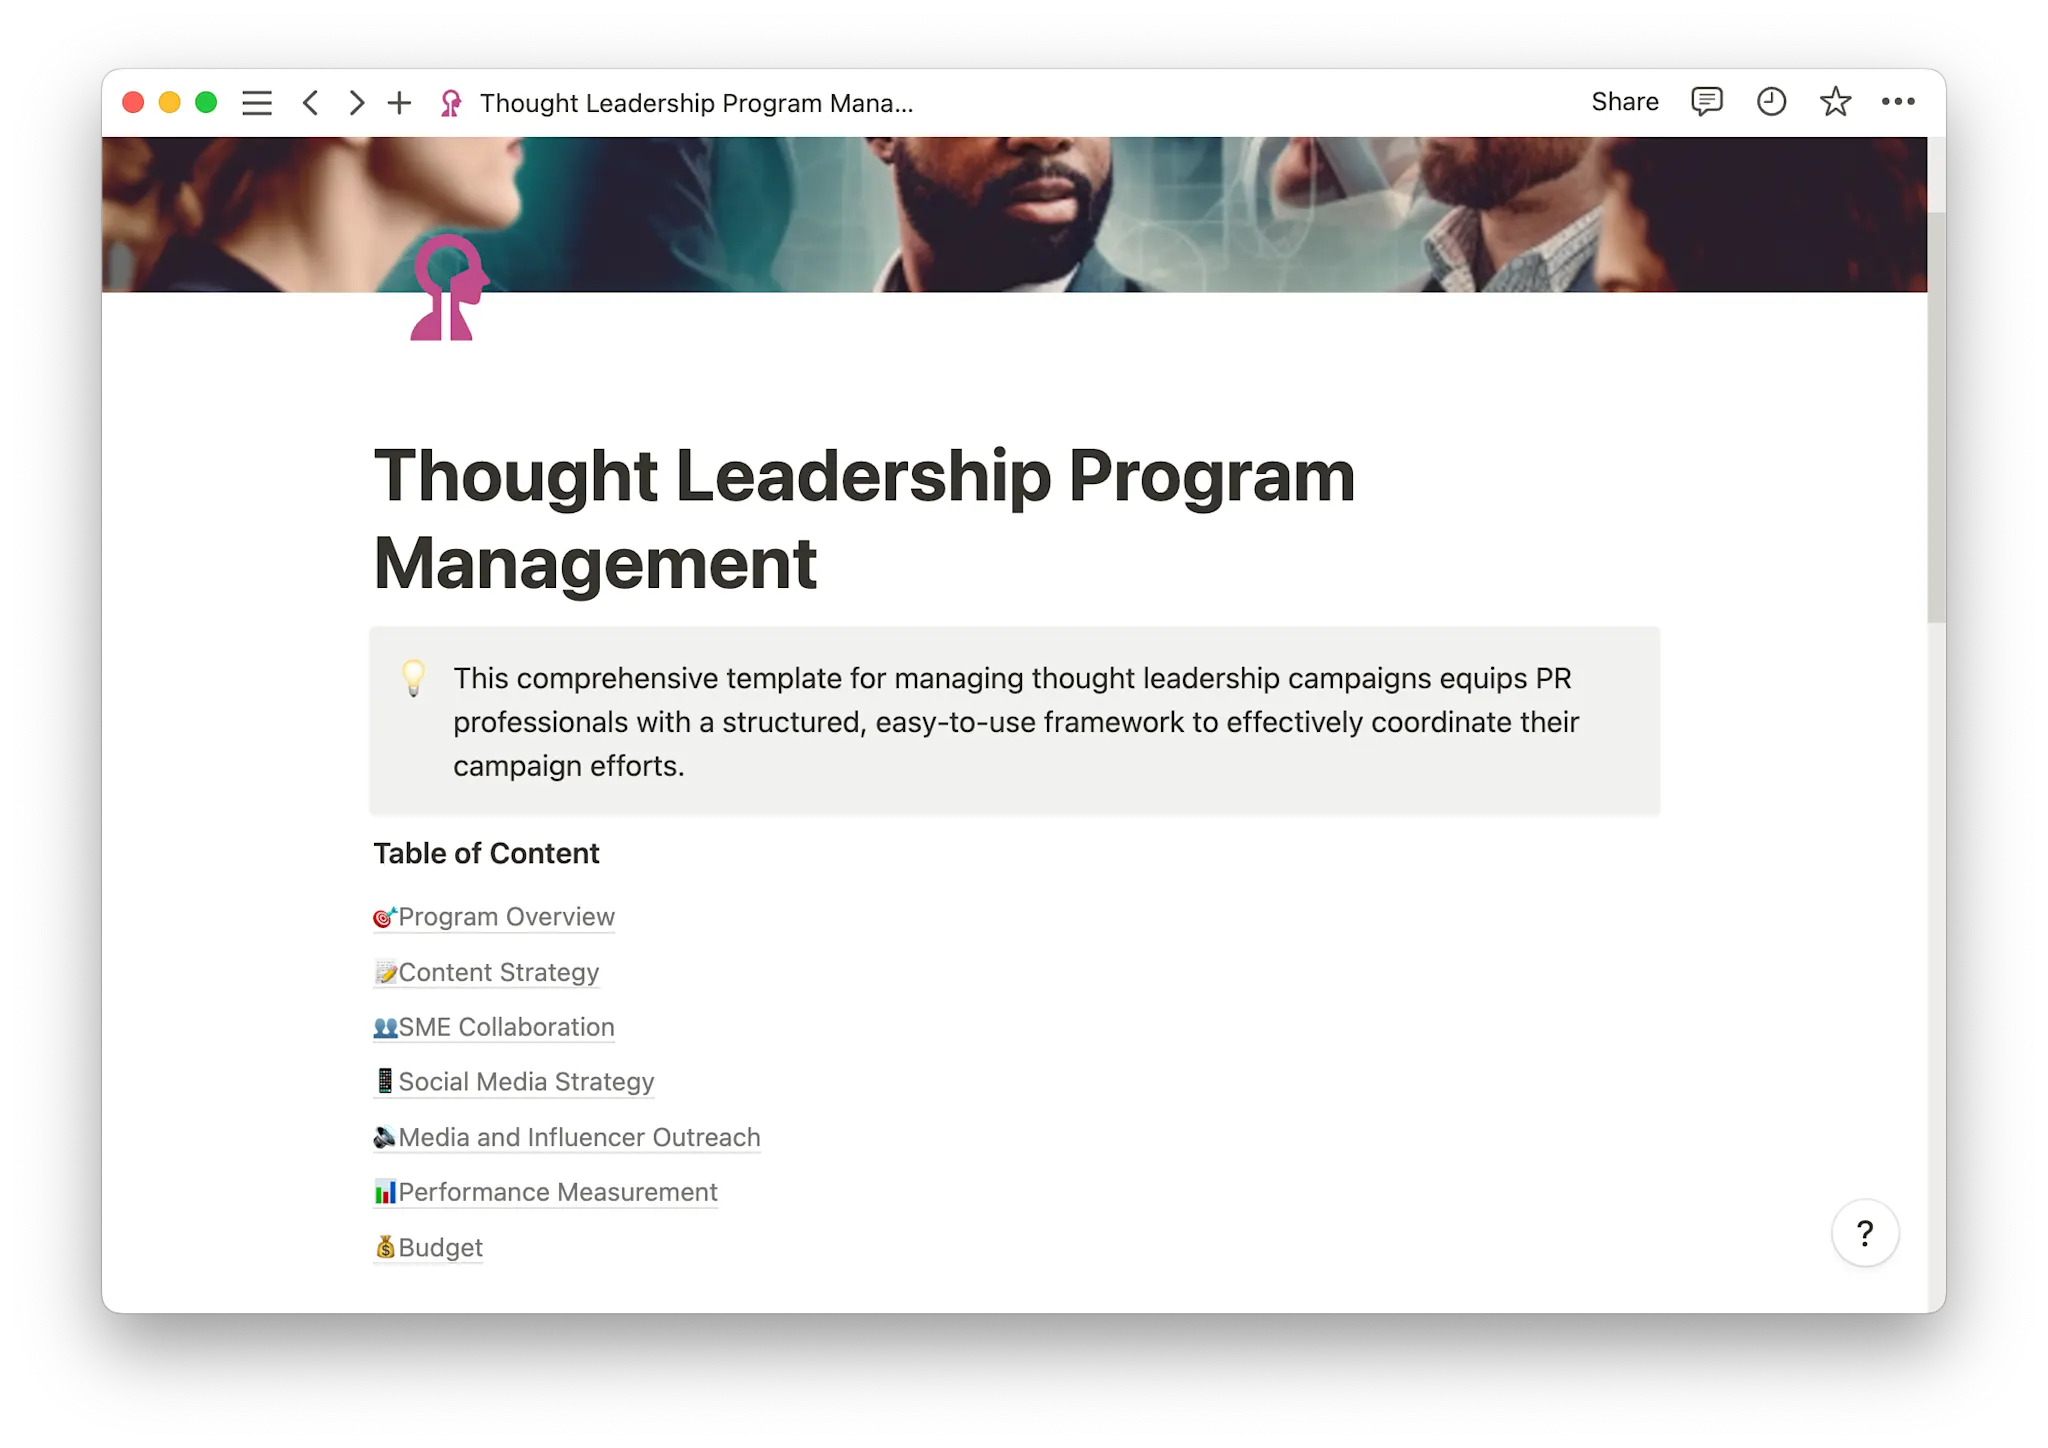 Thought Leadership Program Mana...
Share
Thought Leadership Program
Management
This comprehensive template for managing thought leadership campaigns equips PR
professionals with a structured, easy-to-use framework to effectively coordinate their
campaign efforts.
Table of Content
Program Overview
Content Strategy
SME Collaboration
Social Media Strategy
Media and Influencer Outreach
Performance Measurement
Budget
?